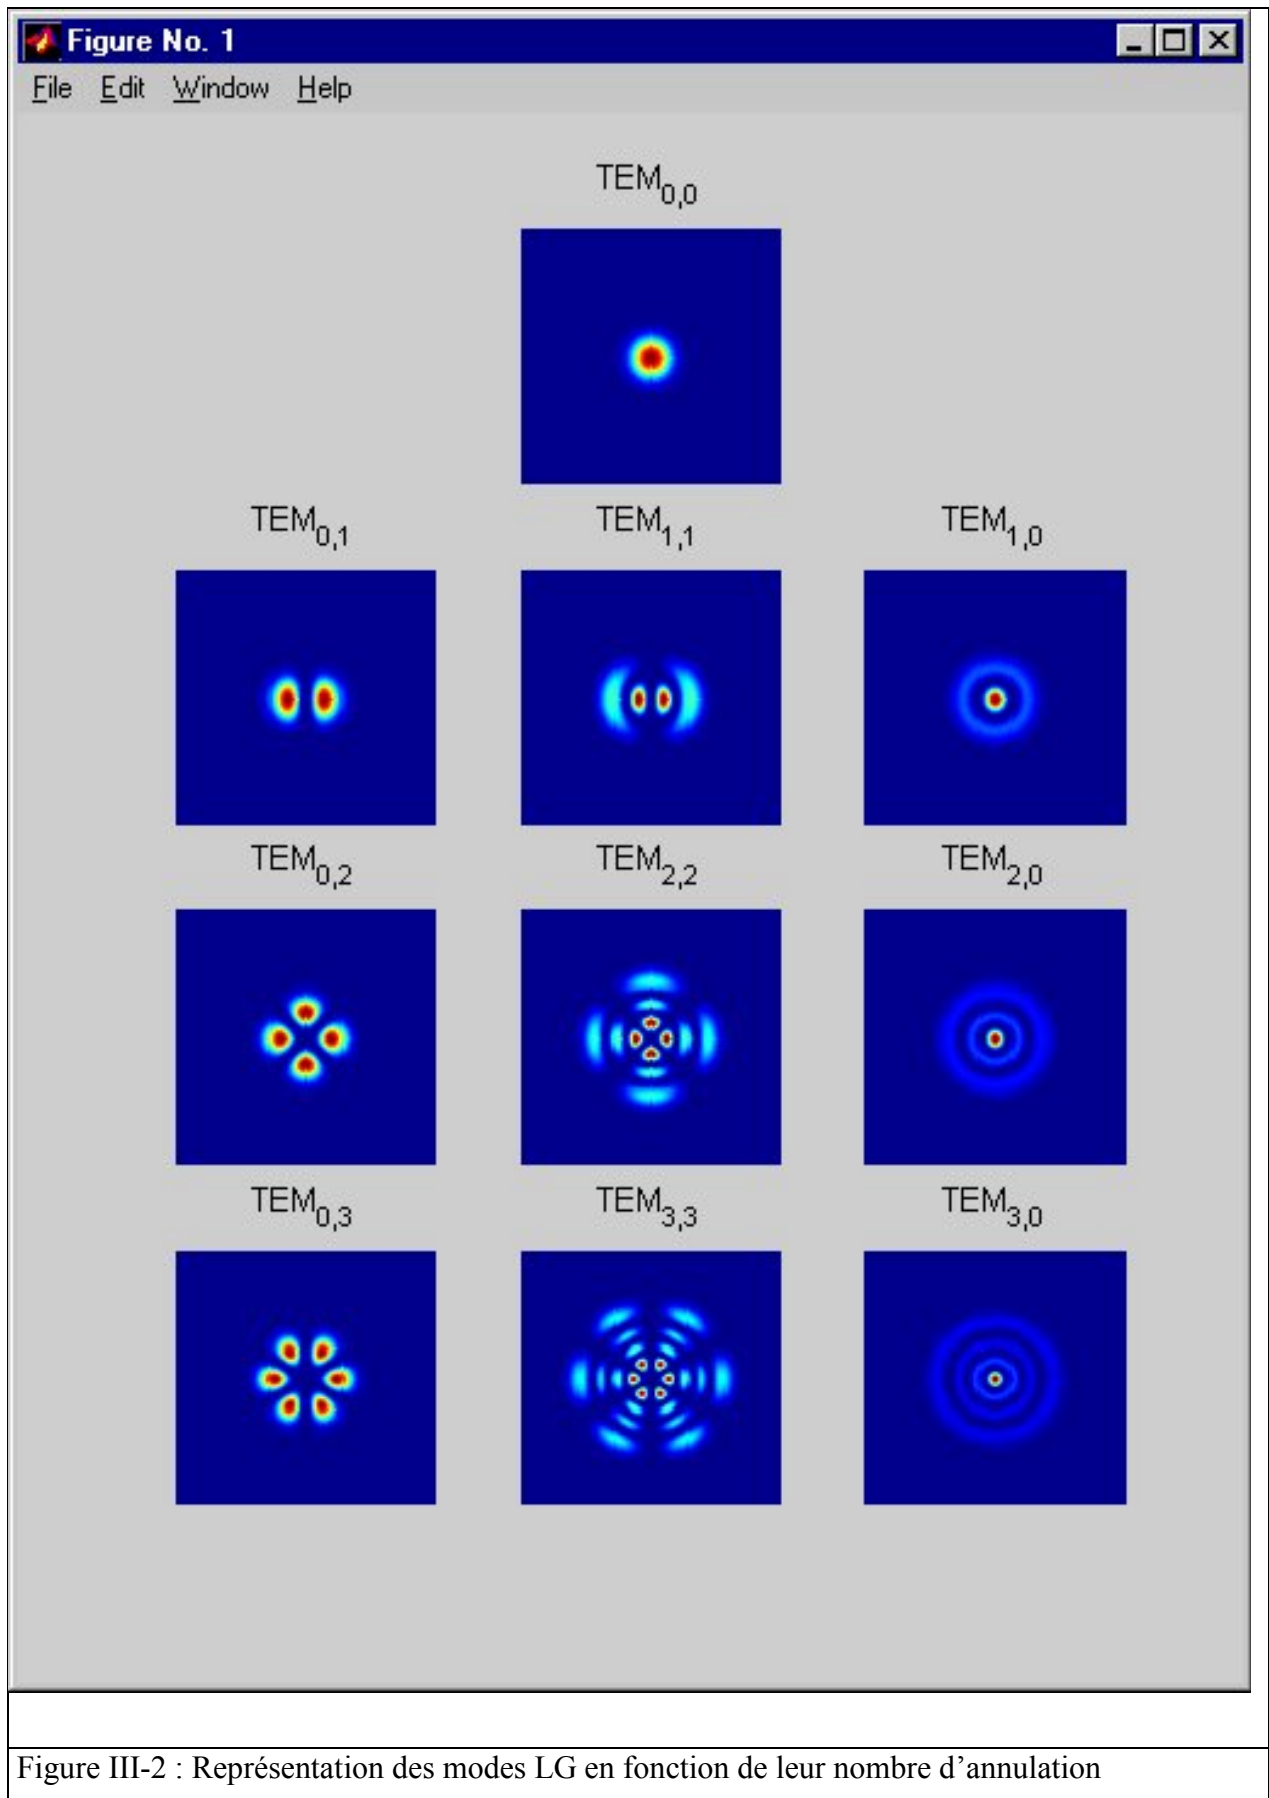 Figure No. 1
File Edit Window Help
TEM0,0
TEM0,1 TEM1,1 TEM1,0
TEM0,2 TEM2,2 TEM2,0
TEM0,3 TEM3,3 TEM3,0
Figure III-2 : Représentation des modes LG en fonction de leur nombre d’annulation